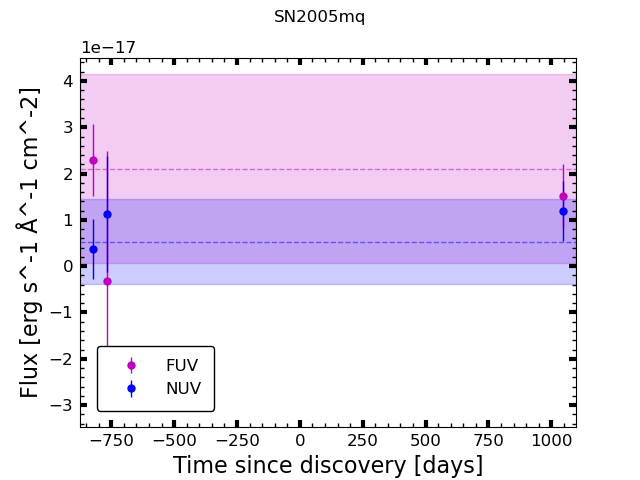 SN2005mq
1e−17
4
3
2
1
0
−1
−2
−3
Flux [erg s^-1 Å^-1 cm^-2]
FUV
NUV
−750 −500 −250 0 250 500 750 1000
Time since discovery [days]